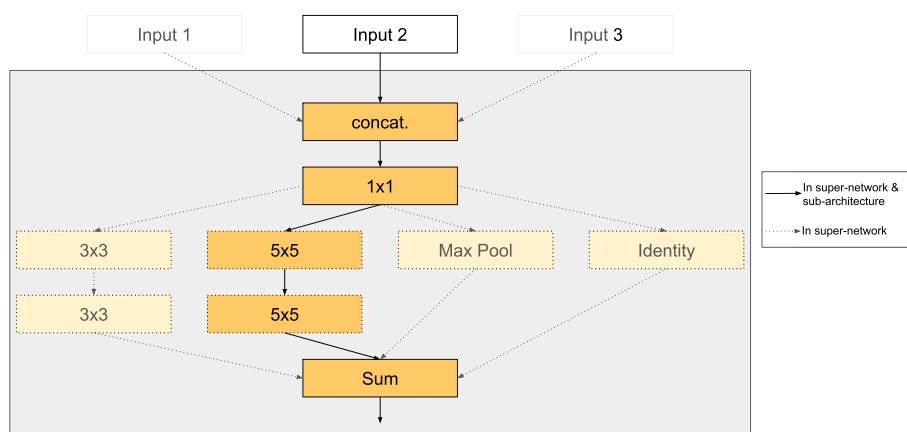 Input 1
Input 2
Input 3
concat.
1x1
In super-network &
sub-architecture
In super-network
3x3
5x5
Max Pool
Identity
3x3
5x5
Sum